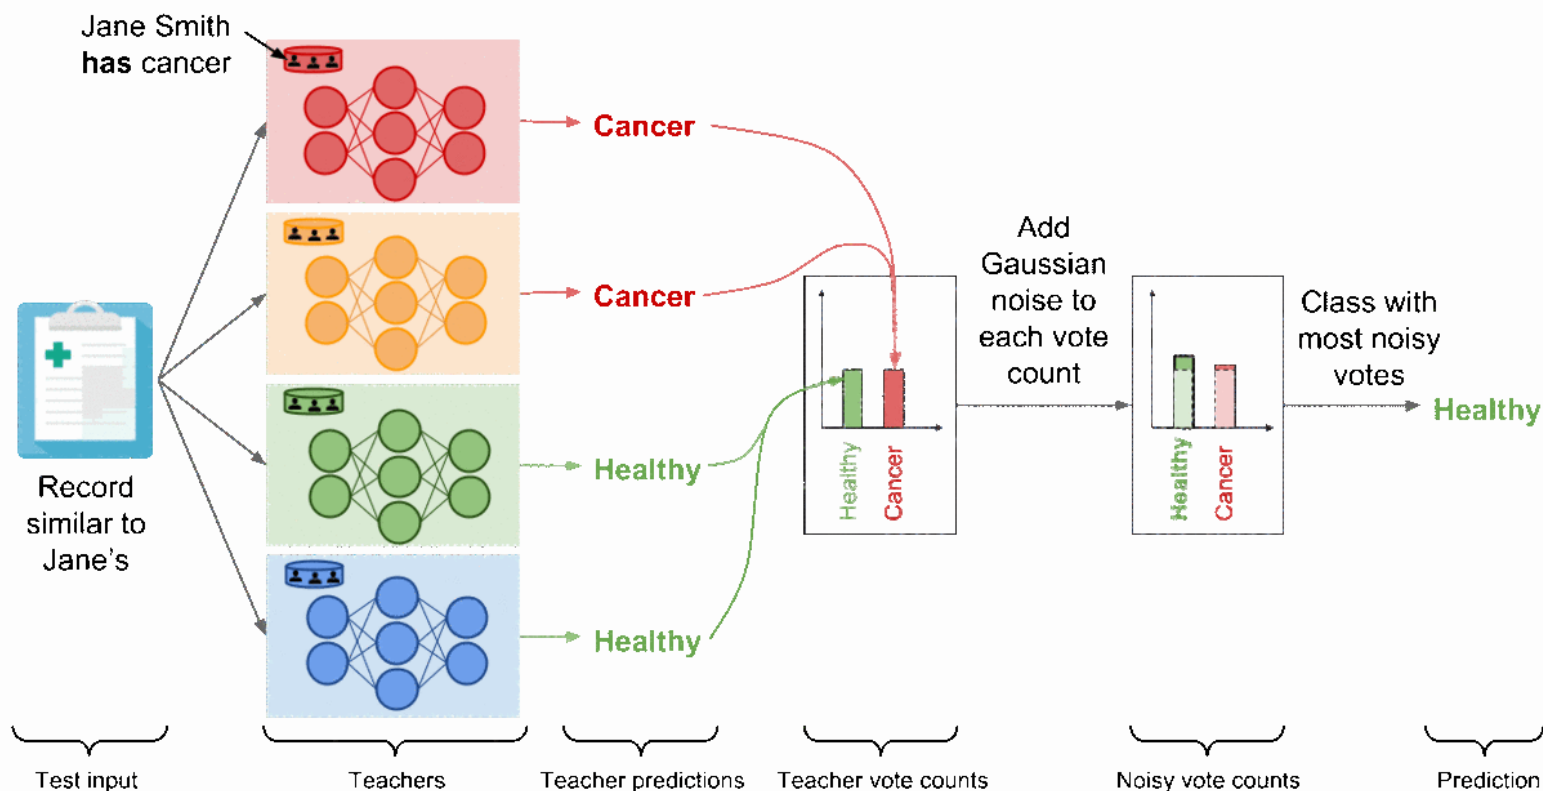 Jane Smith
has cancer
Record
similar to
Jane's
Cancer
Cancer
Healthy
Healthy
Healthy
Cancer
Add
Gaussian
noise to
each vote
count
Healthy
Cancer
Class with
most noisy
votes
Healthy
Test input
Teachers
Teacher predictions
Teacher vote counts
Noisy vote counts
Prediction